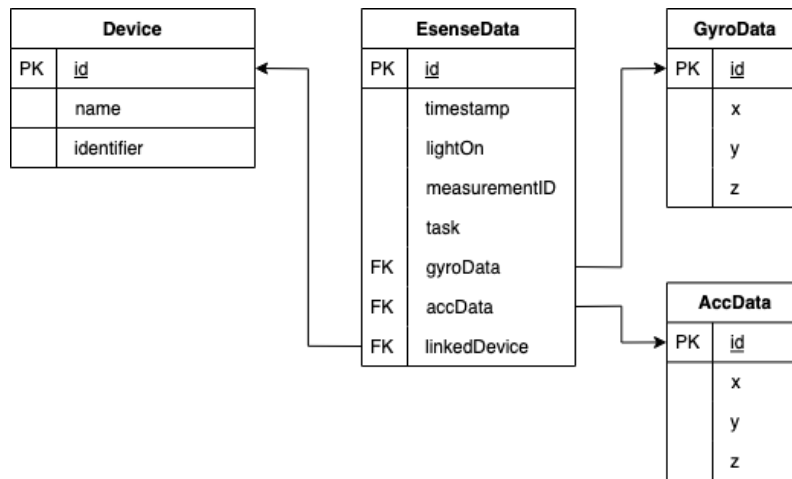 Device
PK id
name
identifier
EsenseData
PK id
timestamp
lightOn
measurementID
task
FK gyroData
FK accData
FK linkedDevice
GyroData
PK id
x
y
z
AccData
PK id
x
y
z